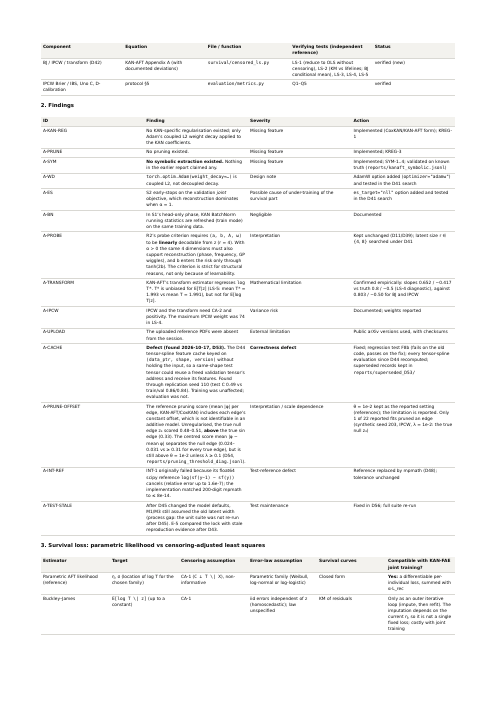 Component Equation File / function Verifying tests (independent reference) Status
BJ / IPCW / transform (D42) KAN-AFT Appendix A (with documented deviations) survival/censored_ls.py LS-1 (reduce to OLS without censoring), LS-2 (KM vs lifelines; BJ conditional mean), LS-3, LS-4, LS-5 verified (new)
IPCW Brier / IBS, Uno C, D-calibration protocol §6 evaluation/metrics.py Q1–Q5 verified
2. Findings
ID Finding Severity Action
A-KAN-REG No KAN-specific regularisation existed; only Adam's coupled L2 weight decay applied to the KAN coefficients. Missing feature Implemented (CoxKAN/KAN-AFT form); KREG-1
A-PRUNE No pruning existed. Missing feature Implemented; KREG-3
A-SYM No symbolic extraction existed. Nothing in the earlier report claimed any. Missing feature Implemented; SYM-1..4; validated on known truth (reports/kanaft_symbolic.json)
A-WD torch.optim.Adam(weight_decay=…) is coupled L2, not decoupled decay. Design note AdamW option added (optimizer="adamw") and tested in the D41 search
A-ES S2 early-stops on the validation joint objective, which reconstruction dominates when α = 1. Possible cause of under-training of the survival part es_target="nll" option added and tested in the D41 search
A-BN In S1's head-only phase, KAN BatchNorm running statistics are refreshed (train mode) on the same training data. Negligible Documented
A-PROBE R2's probe criterion requires (a, b, A, ω) to be linearly decodable from z (r = 4). With α > 0 the same 4 dimensions must also support reconstruction (phase, frequency, GP wiggles), and b enters the risk only through tanh(2b). The criterion is strict for structural reasons, not only because of learnability. Interpretation Kept unchanged (D11/D39); latent size r ∈ {4, 8} searched under D41
A-TRANSFORM KAN-AFT's transform estimator regresses log T*. T* is unbiased for E[T|z] (LS-5: mean T* = 1.993 vs mean T = 1.991), but not for E[log T|z]. Mathematical limitation Confirmed empirically: slopes 0.652 / −0.417 vs truth 0.8 / −0.5 (LS-5 diagnostic), against 0.803/−0.50 for BJ and IPCW
A-IPCW IPCW and the transform need CA-2 and positivity. The maximum IPCW weight was 74 in LS-4. Variance risk Documented; weights reported
A-UPLOAD The uploaded reference PDFs were absent from the session. External limitation Public arXiv versions used, with checksums
A-CACHE Defect (found 2026-10-17, D53). The D44 tensor-spline feature cache keyed on (data_ptr, shape, version) without holding the input, so a same-shape test tensor could reuse a freed validation tensor's address and receive its features. Found through replication seed 110 (test C 0.49 vs train/val 0.86/0.84). Training was unaffected; evaluation was not. Correctness defect Fixed; regression test FB6 (fails on the old code, passes on the fix); every tensor-spline evaluation since D44 recomputed; superseded records kept in reports/superseded_D53/
A-PRUNE-OFFSET The reference pruning score (mean |φ| per edge, KAN-AFT/CoxKAN) includes each edge's constant offset, which is not identifiable in an additive model. Unregularised, the true null edge z₄ scored 0.48–0.51, above the true sin edge (0.33). The centred score mean |φ − mean φ| separates the null edge (0.024–0.031 vs ≥ 0.31 for every true edge), but is still above θ = 1e-2 unless λ ≥ 0.1 (D54, reports/pruning_threshold_diag.json). Interpretation / scale dependence θ = 1e-2 kept as the reported setting (references); the limitation is reported. Only 1 of 22 reported fits pruned an edge (synthetic seed 203, IPCW, λ = 1e-2: the true null z₄)
A-INT-REF INT-1 originally failed because its float64 scipy reference log(sf(y−1) − sf(y)) cancels (relative error up to 1.6e-7); the implementation matched 200-digit mpmath to ≤ 8e-14. Test-reference defect Reference replaced by mpmath (D48); tolerance unchanged
A-TEST-STALE After D45 changed the model defaults, M1/M3 still assumed the old latent width (process gap: the unit suite was not re-run after D45). E-5 compared the lock with stale production evidence after D43. Test maintenance Fixed in D56; full suite re-run
3. Survival loss: parametric likelihood vs censoring-adjusted least squares
Estimator Target Censoring assumption Error-law assumption Survival curves Compatible with KAN-FAE joint training?
Parametric AFT likelihood (reference) η, a (location of log T for the chosen family) CA-1 (C ⊥ T \| X), non-informative Parametric family (Weibull, log-normal or log-logistic) Closed form Yes: a differentiable per-individual loss, summed with α·L_rec
Buckley–James E[log T \| z] (up to a constant) CA-1 iid errors independent of z (homoscedastic); law unspecified KM of residuals Only as an outer iterative loop (impute, then refit). The imputation depends on the current η, so it is not a single fixed loss; costly with joint training